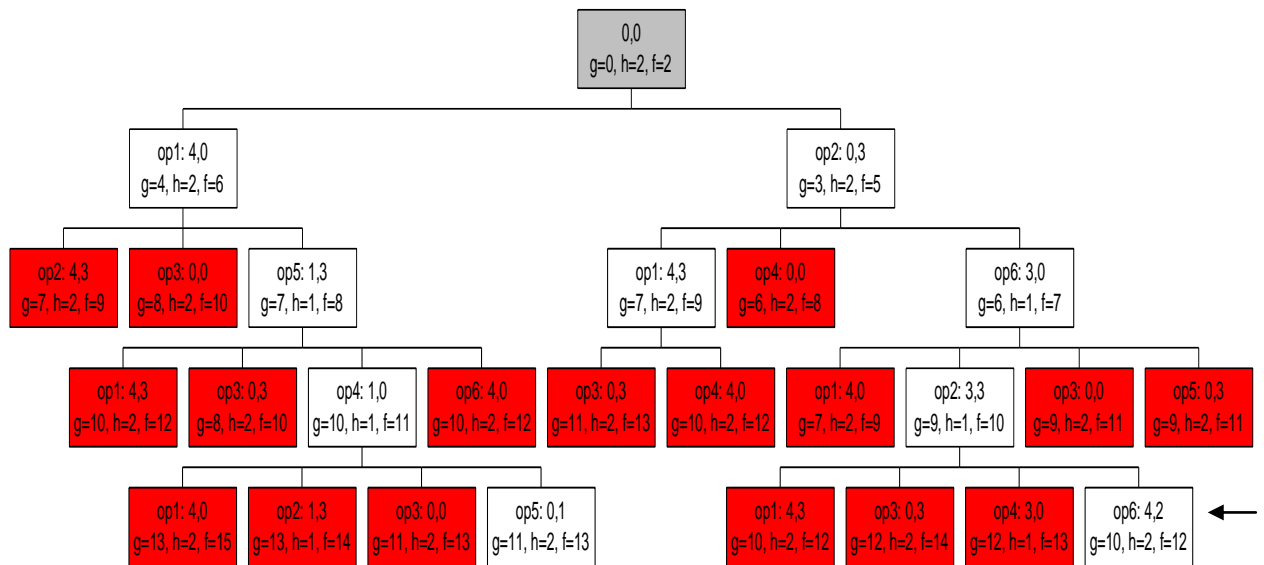 0,0
g=0, h=2, f=2
op1: 4,0
g=4, h=2, f=6
op2: 0,3
g=3, h=2, f=5
op2: 4,3
g=7, h=2, f=9
op3: 0,0
g=8, h=2, f=10
op5: 1,3
g=7, h=1, f=8
op1: 4,3
g=7, h=2, f=9
op4: 0,0
g=6, h=2, f=8
op6: 3,0
g=6, h=1, f=7
op1: 4,3
g=10, h=2, f=12
op3: 0,3
g=8, h=2, f=10
op4: 1,0
g=10, h=1, f=11
op6: 4,0
g=10, h=2, f=12
op3: 0,3
g=11, h=2, f=13
op4: 4,0
g=10, h=2, f=12
op1: 4,0
g=7, h=2, f=9
op2: 3,3
g=9, h=1, f=10
op3: 0,0
g=9, h=2, f=11
op5: 0,3
g=9, h=2, f=11
op1: 4,0
g=13, h=2, f=15
op2: 1,3
g=13, h=1, f=14
op3: 0,0
g=11, h=2, f=13
op5: 0,1
g=11, h=2, f=13
op1: 4,3
g=10, h=2, f=12
op3: 0,3
g=12, h=2, f=14
op4: 3,0
g=12, h=1, f=13
op6: 4,2
g=10, h=2, f=12